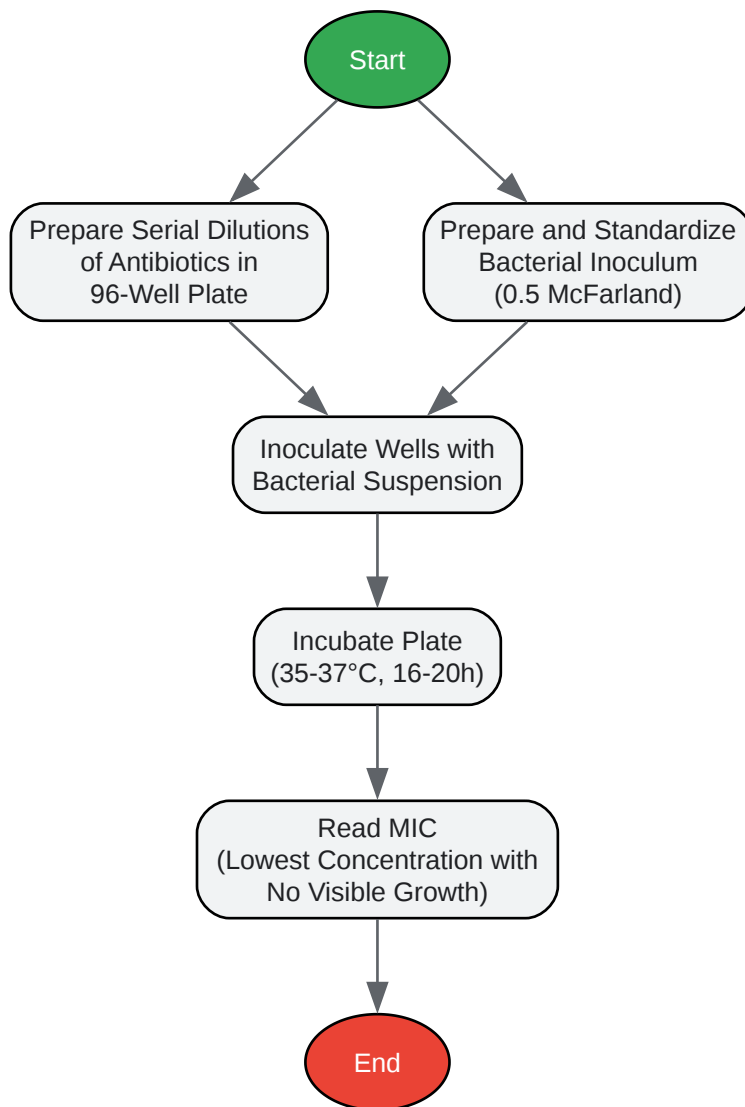 Start
Prepare Serial Dilutions
of Antibiotics in
96-Well Plate
Prepare and Standardize
Bacterial Inoculum
(0.5 McFarland)
Inoculate Wells with
Bacterial Suspension
Incubate Plate
(35-37°C, 16-20h)
Read MIC
(Lowest Concentration with
No Visible Growth)
End